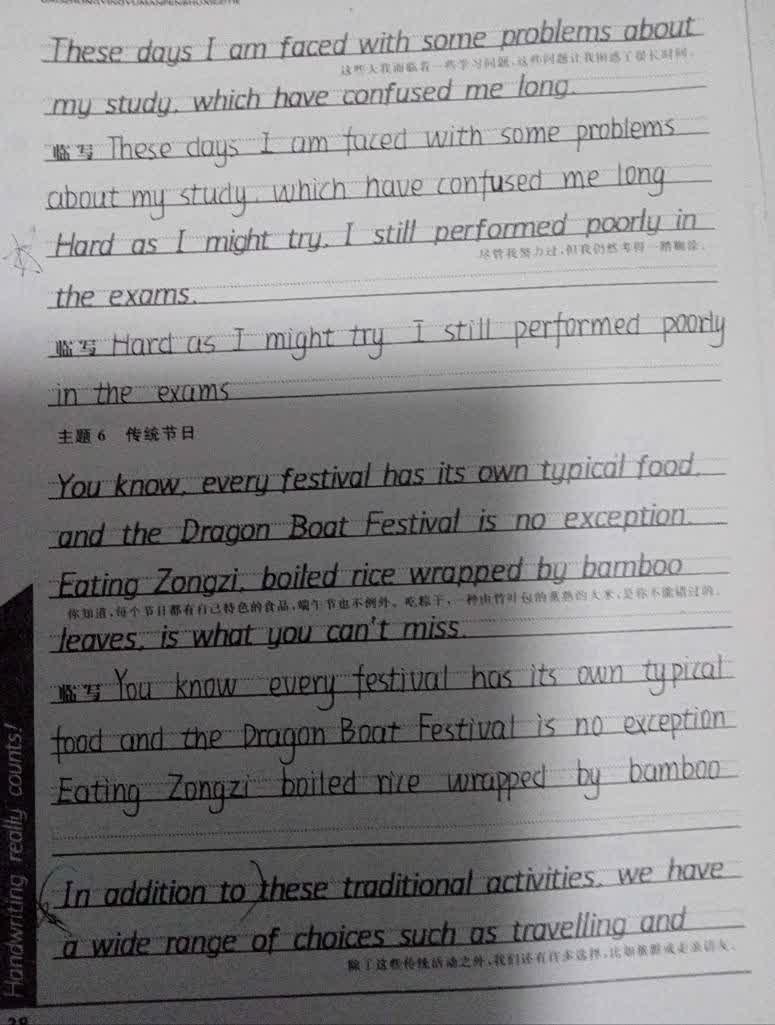 These days I am faced with some problems about
这些天我面临着一些学习问题,这些问题让我困惑了很长时间。
my study, which have confused me long.
临写 These days I am faced with some problems
about my study. which have confused me long
Hard as I might try, I still performed poorly in
尽管我努力过,但我仍然考得一塌糊涂。
the exams.
临写 Hard as I might try I still performed poorly
in the exams
主题6 传统节日
You know, every festival has its own typical food,
and the Dragon Boat Festival is no exception.
Eating Zongzi, boiled rice wrapped by bamboo
你知道,每个节日都有自己特色的食品,端午节也不例外。吃粽子,一种由竹叶包的蒸熟的大米,是你不能错过的。
leaves, is what you can't miss.
临写 You know every festival has its own typical
food and the Dragon Boat Festival is no exception
Eating Zongzi boiled rice wrapped by bamboo
In addition to these traditional activities, we have
a wide range of choices such as travelling and
除了这些传统活动之外,我们还有许多选择,比如旅游或走亲访友。
Handwriting really counts!